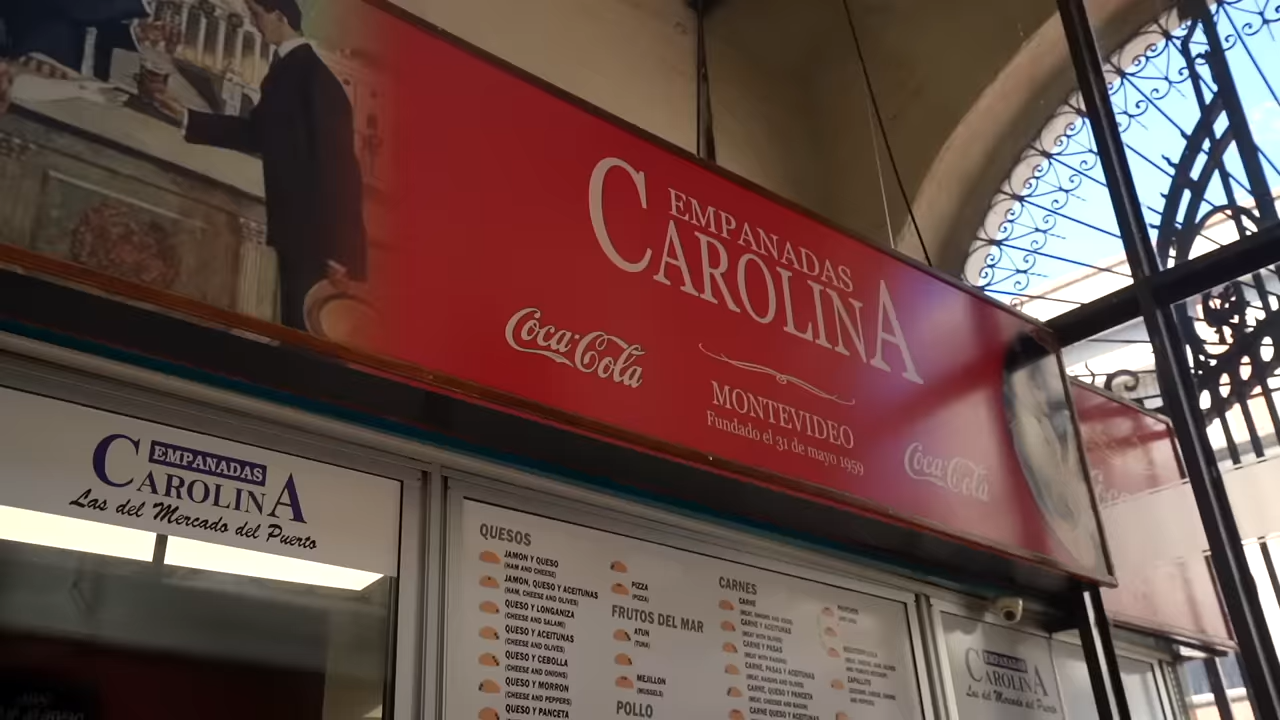 EMPANADAS
CAROLINA
Coca-Cola
MONTEVIDEO
Fundado el 31 de mayo 1959
Coca-Cola
EMPANADAS
CAROLINA
Las del Mercado del Puerto
QUESOS
JAMON Y QUESO
(HAM AND CHEESE)
JAMON, QUESO Y ACEITUNAS
(HAM, CHEESE AND OLIVES)
QUESO Y LONGANIZA
(CHEESE AND SALAMI)
QUESO Y ACEITUNAS
(CHEESE AND OLIVES)
QUESO Y CEBOLLA
(CHEESE AND ONIONS)
QUESO Y MORRON
(CHEESE AND PEPPERS)
QUESO Y PANCETA
PIZZA
(PIZZA)
FRUTOS DEL MAR
ATUN
(TUNA)
MEJILLON
(MUSSELS)
POLLO
CARNES
CARNE
CARNE Y ACEITUNAS
(MEAT WITH OLIVES)
CARNE Y PASAS
(MEAT WITH RAISINS)
CARNE, PASAS Y ACEITUNAS
(MEAT, RAISINS AND OLIVES)
CARNE, QUESO Y PANCETA
(MEAT, CHEESE AND BACON)
CARNE QUESO Y ACEITUNAS
ZAPALLITO
EMPANADAS
CAROLINA
Las del Mercado del Puerto